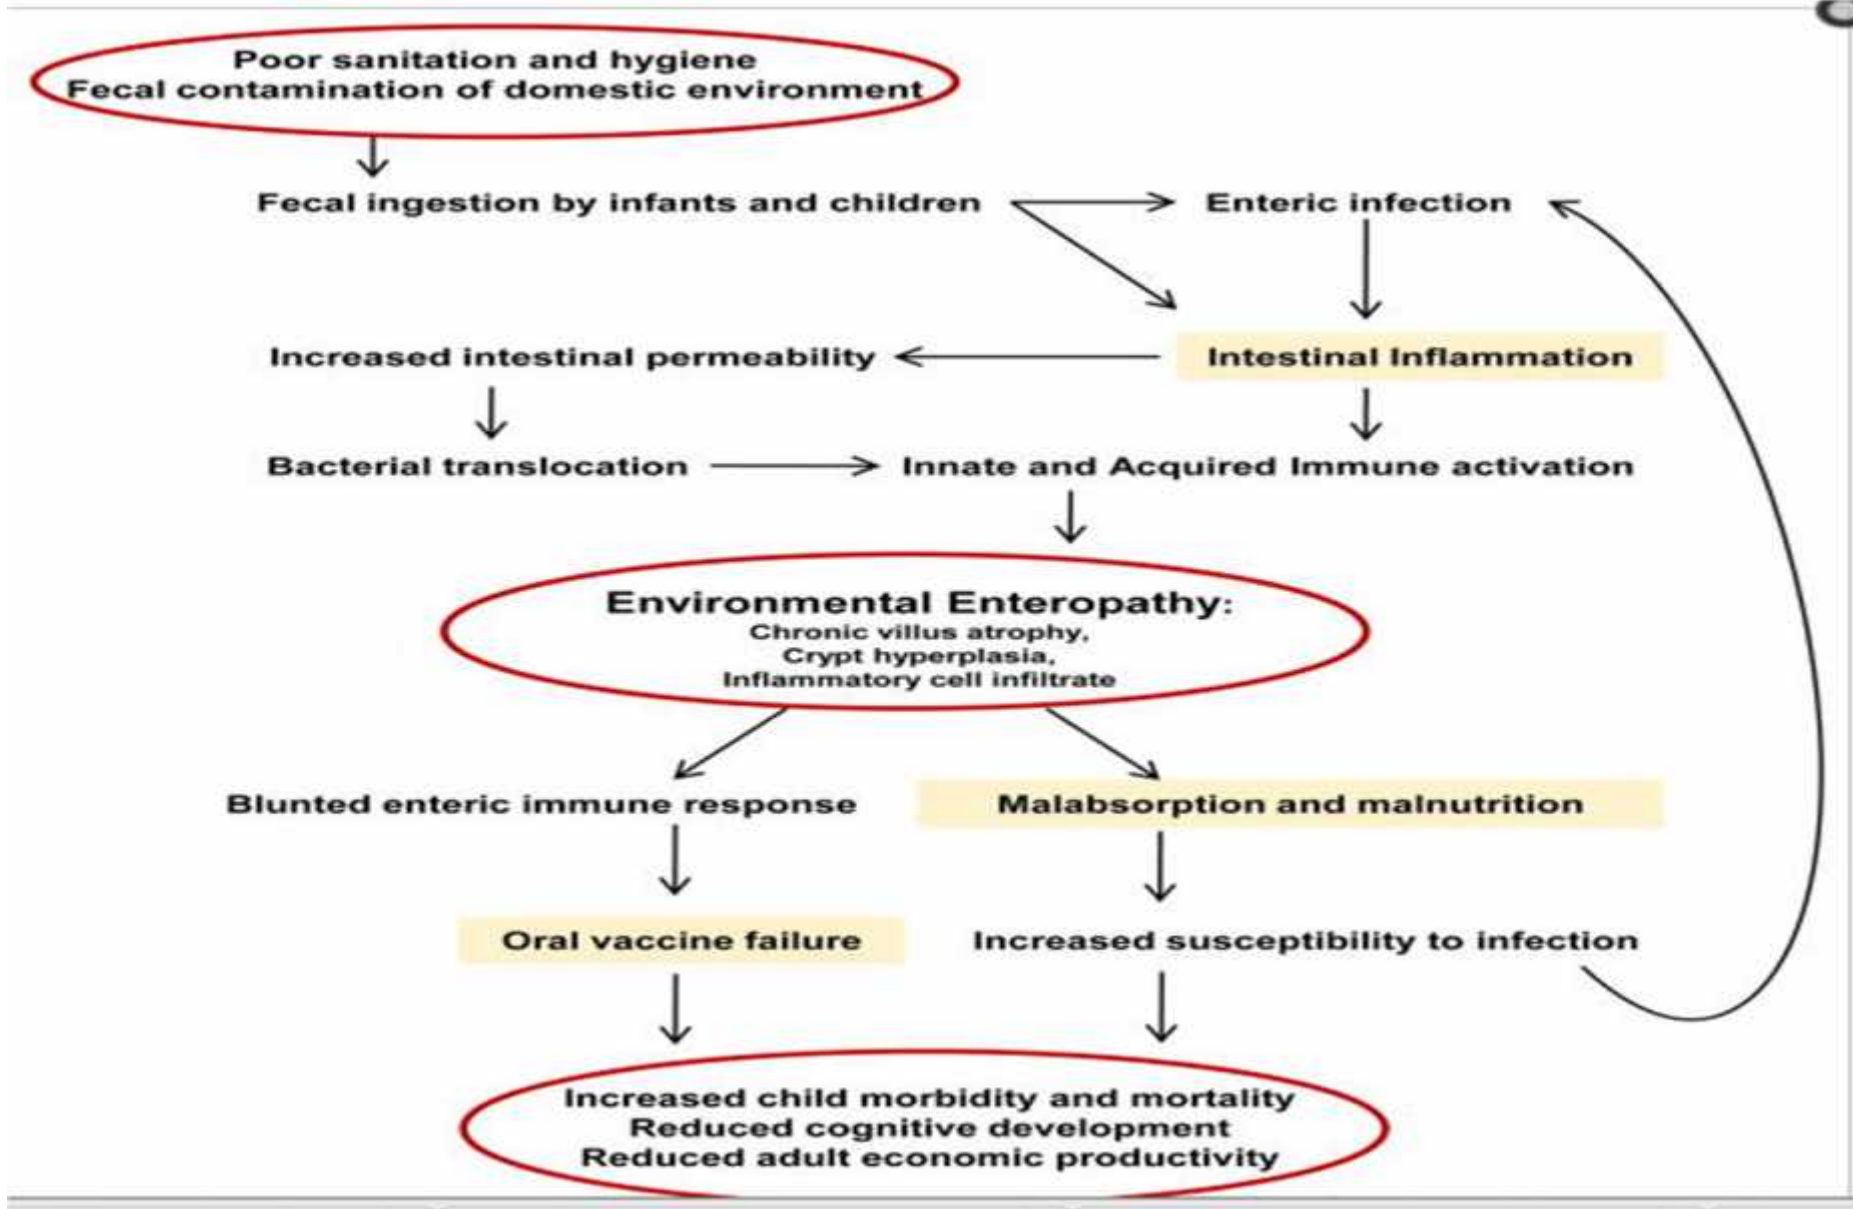 Poor sanitation and hygiene
Fecal contamination of domestic environment
Fecal ingestion by infants and children
Enteric infection
Increased intestinal permeability
Intestinal Inflammation
Bacterial translocation
Innate and Acquired Immune activation
Environmental Enteropathy:
Chronic villus atrophy,
Crypt hyperplasia,
Inflammatory cell infiltrate
Blunted enteric immune response
Malabsorption and malnutrition
Oral vaccine failure
Increased susceptibility to infection
Increased child morbidity and mortality
Reduced cognitive development
Reduced adult economic productivity